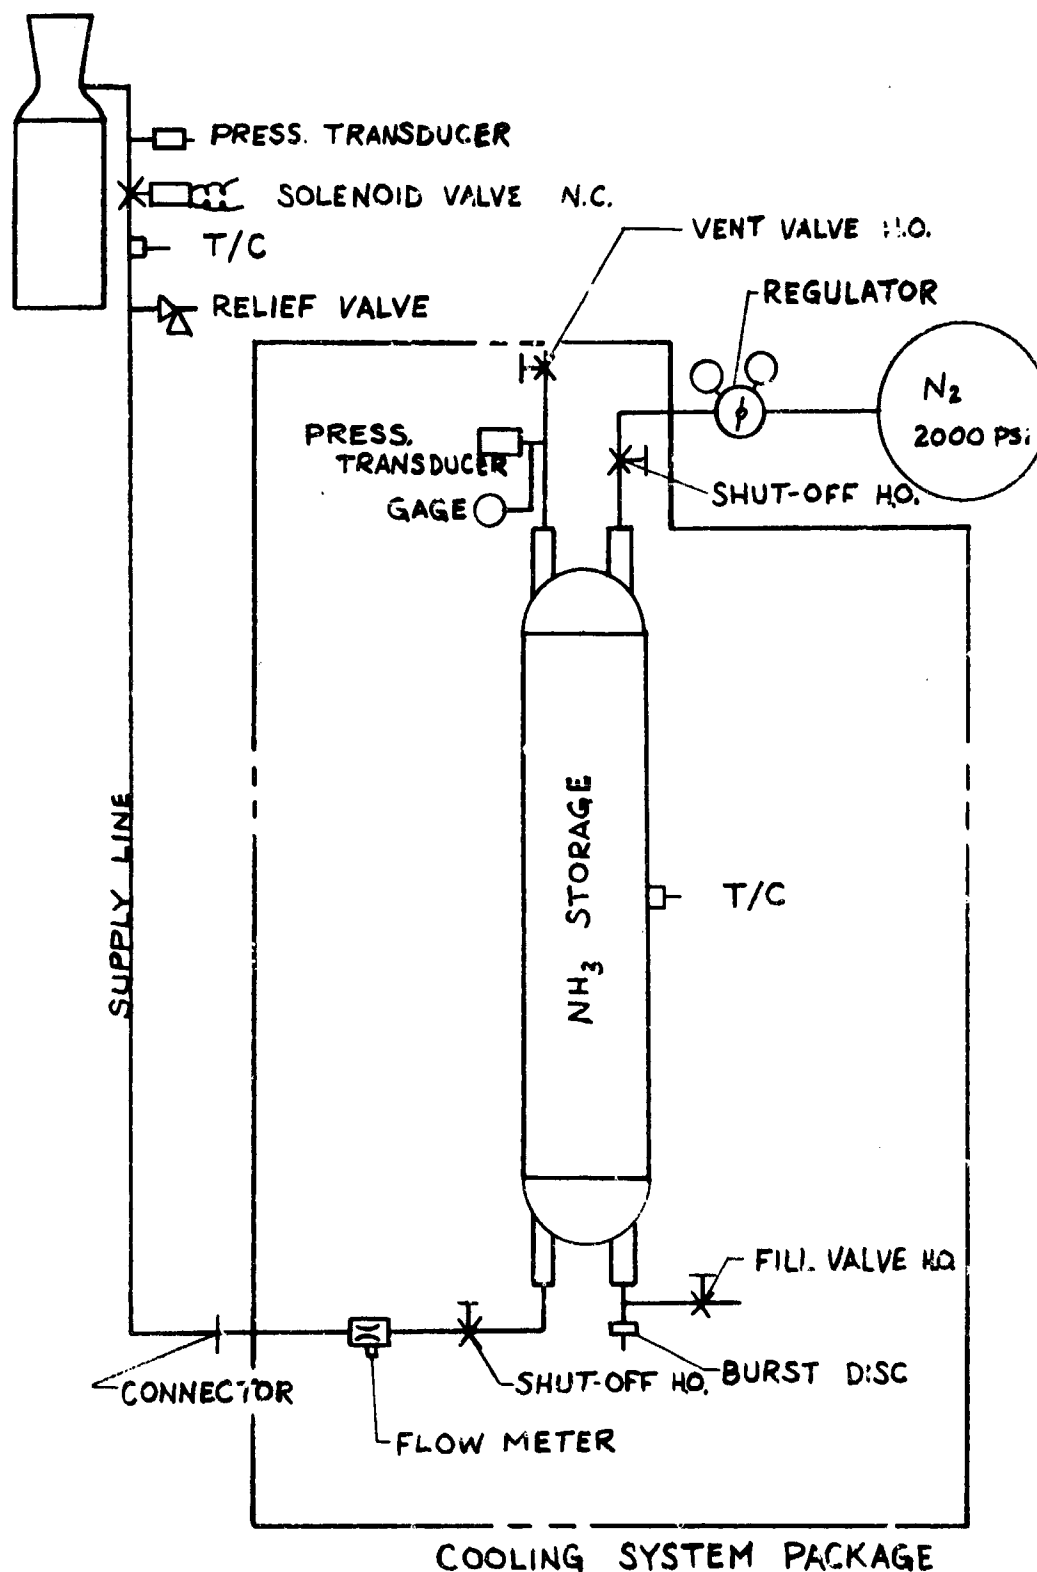 PRESS. TRANSDUCER
SOLENOID VALVE N.C.
T/C
RELIEF VALVE
VENT VALVE H.O.
REGULATOR
N2
2000 PSi
PRESS.
TRANSDUCER
GAGE
SHUT-OFF H.O.
SUPPLY LINE
NH3 STORAGE
T/C
FILL VALVE H.O.
SHUT-OFF H.O.
BURST DISC
CONNECTOR
FLOW METER
COOLING SYSTEM PACKAGE